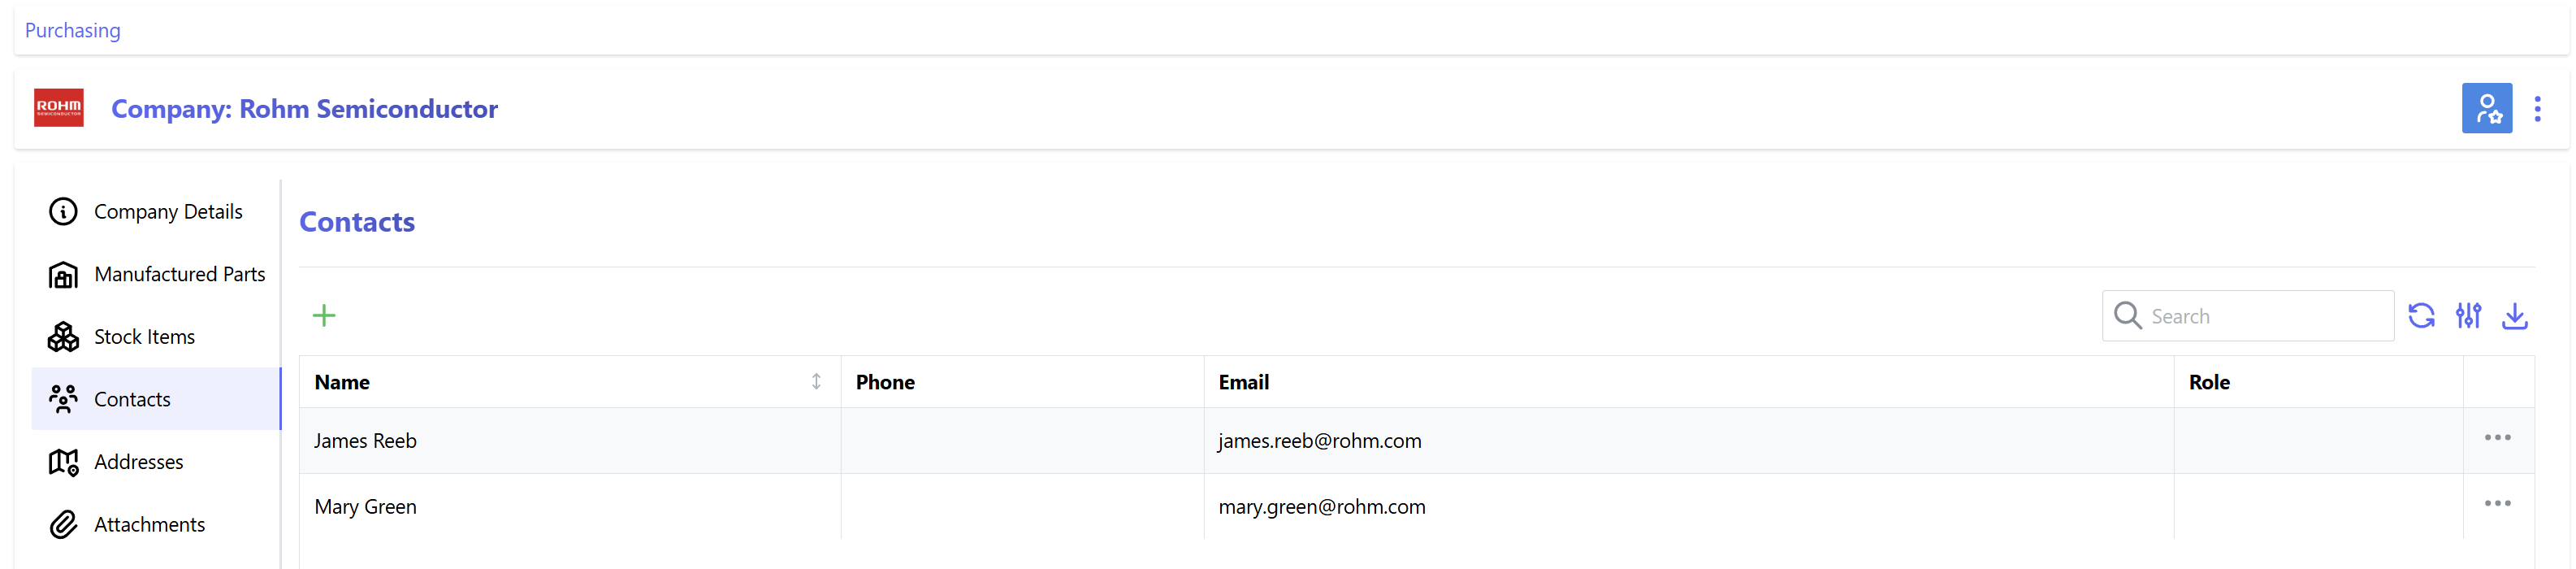 Purchasing
ROHM
SEMICONDUCTOR
Company: Rohm Semiconductor
Company Details
Manufactured Parts
Stock Items
Contacts
Addresses
Attachments
Contacts
Search
Name Phone Email Role
James Reeb james.reeb@rohm.com
Mary Green mary.green@rohm.com